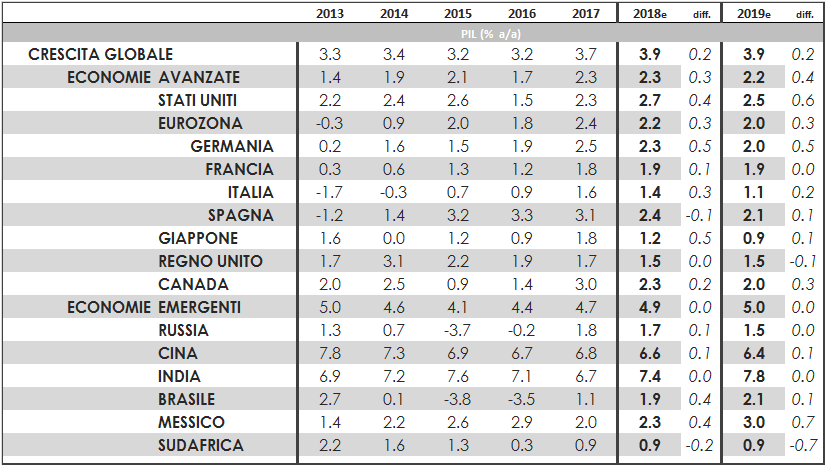 2013 2014 2015 2016 2017 2018e diff. 2019e diff.
PIL (% a/a)
CRESCITA GLOBALE 3.3 3.4 3.2 3.2 3.7 3.9 0.2 3.9 0.2
ECONOMIE AVANZATE 1.4 1.9 2.1 1.7 2.3 2.3 0.3 2.2 0.4
STATI UNITI 2.2 2.4 2.6 1.5 2.3 2.7 0.4 2.5 0.6
EUROZONA -0.3 0.9 2.0 1.8 2.4 2.2 0.3 2.0 0.3
GERMANIA 0.2 1.6 1.5 1.9 2.5 2.3 0.5 2.0 0.5
FRANCIA 0.3 0.6 1.3 1.2 1.8 1.9 0.1 1.9 0.0
ITALIA -1.7 -0.3 0.7 0.9 1.6 1.4 0.3 1.1 0.2
SPAGNA -1.2 1.4 3.2 3.3 3.1 2.4 -0.1 2.1 0.1
GIAPPONE 1.6 0.0 1.2 0.9 1.8 1.2 0.5 0.9 0.1
REGNO UNITO 1.7 3.1 2.2 1.9 1.7 1.5 0.0 1.5 -0.1
CANADA 2.0 2.5 0.9 1.4 3.0 2.3 0.2 2.0 0.3
ECONOMIE EMERGENTI 5.0 4.6 4.1 4.4 4.7 4.9 0.0 5.0 0.0
RUSSIA 1.3 0.7 -3.7 -0.2 1.8 1.7 0.1 1.5 0.0
CINA 7.8 7.3 6.9 6.7 6.8 6.6 0.1 6.4 0.1
INDIA 6.9 7.2 7.6 7.1 6.7 7.4 0.0 7.8 0.0
BRASILE 2.7 0.1 -3.8 -3.5 1.1 1.9 0.4 2.1 0.1
MESSICO 1.4 2.2 2.6 2.9 2.0 2.3 0.4 3.0 0.7
SUDAFRICA 2.2 1.6 1.3 0.3 0.9 0.9 -0.2 0.9 -0.7